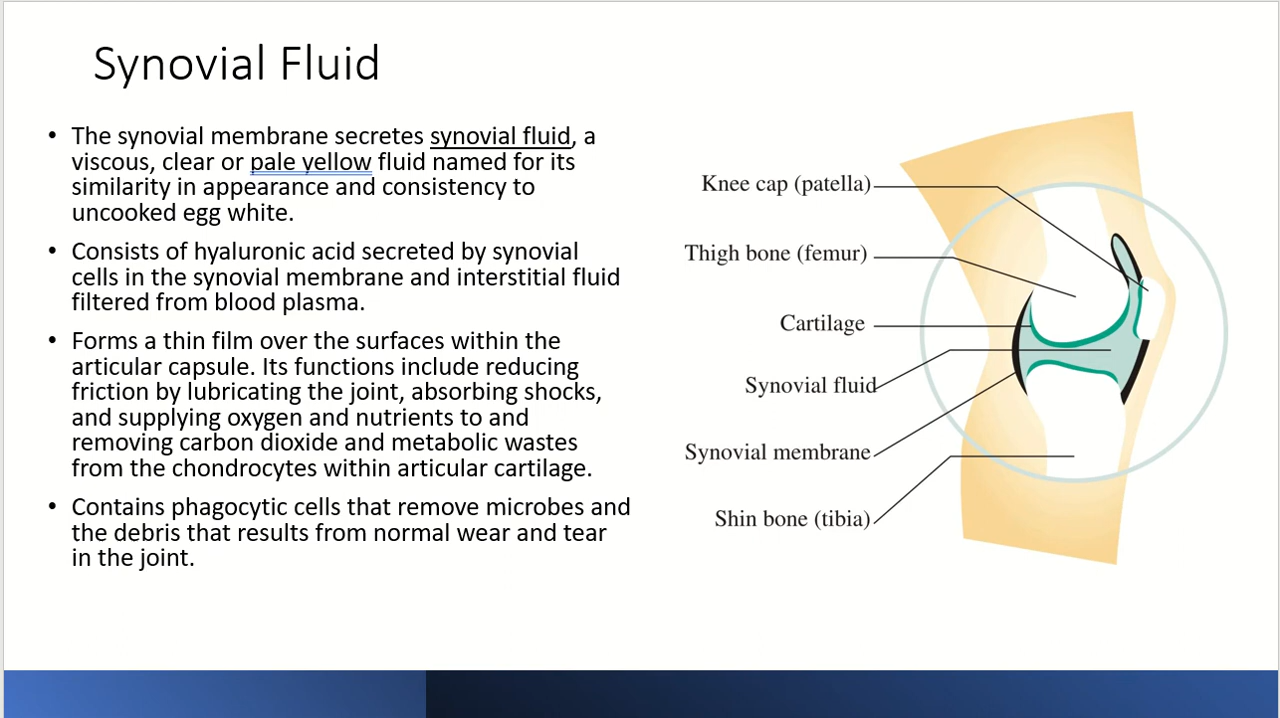 Synovial Fluid
• The synovial membrane secretes synovial fluid, a
viscous, clear or pale yellow fluid named for its
similarity in appearance and consistency to
uncooked egg white.
• Consists of hyaluronic acid secreted by synovial
cells in the synovial membrane and interstitial fluid
filtered from blood plasma.
• Forms a thin film over the surfaces within the
articular capsule. Its functions include reducing
friction by lubricating the joint, absorbing shocks,
and supplying oxygen and nutrients to and
removing carbon dioxide and metabolic wastes
from the chondrocytes within articular cartilage.
• Contains phagocytic cells that remove microbes and
the debris that results from normal wear and tear
in the joint.
Knee cap (patella)
Thigh bone (femur)
Cartilage
Synovial fluid
Synovial membrane
Shin bone (tibia)